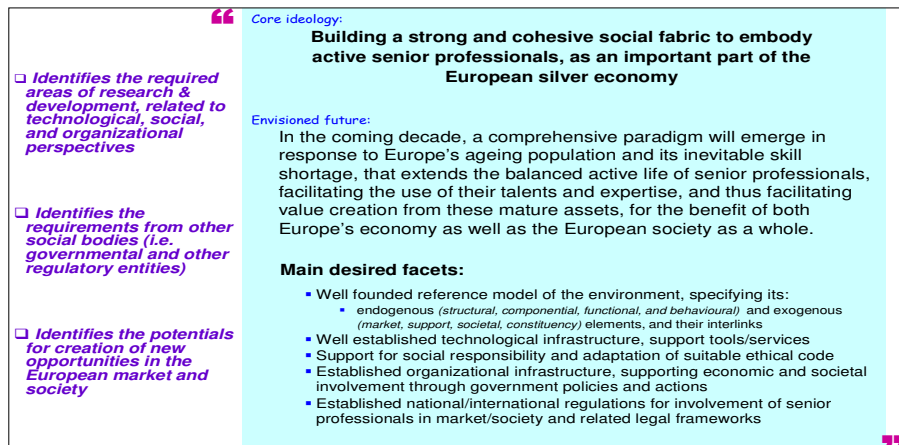 “
❑ Identifies the required
areas of research &
development, related to
technological, social,
and organizational
perspectives
❑ Identifies the
requirements from other
social bodies (i.e.
governmental and other
regulatory entities)
❑ Identifies the potentials
for creation of new
opportunities in the
European market and
society
Core ideology:
Building a strong and cohesive social fabric to embody
active senior professionals, as an important part of the
European silver economy
Envisioned future:
In the coming decade, a comprehensive paradigm will emerge in
response to Europe's ageing population and its inevitable skill
shortage, that extends the balanced active life of senior professionals,
facilitating the use of their talents and expertise, and thus facilitating
value creation from these mature assets, for the benefit of both
Europe's economy as well as the European society as a whole.
Main desired facets:
▪ Well founded reference model of the environment, specifying its:
▪ endogenous (structural, componential, functional, and behavioural) and exogenous
(market, support, societal, constituency) elements, and their interlinks
▪ Well established technological infrastructure, support tools/services
▪ Support for social responsibility and adaptation of suitable ethical code
▪ Established organizational infrastructure, supporting economic and societal
involvement through government policies and actions
▪ Established national/international regulations for involvement of senior
professionals in market/society and related legal frameworks
”